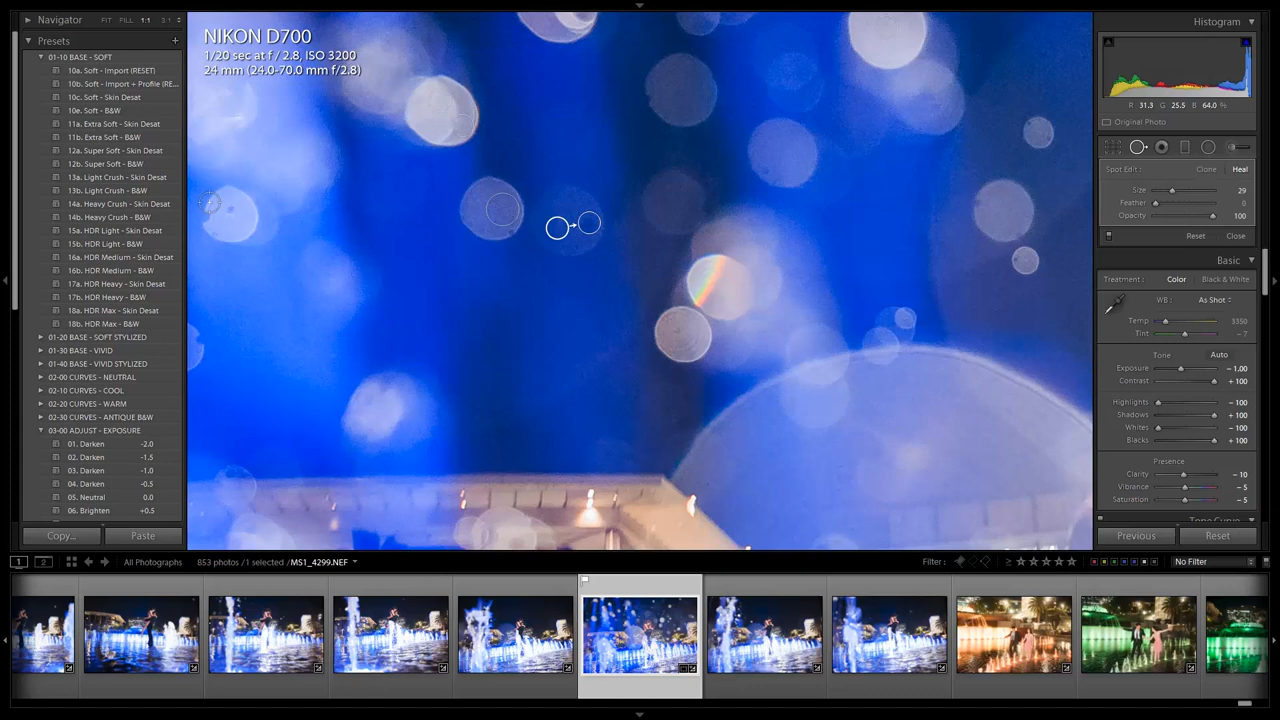 Navigator FIT FILL 1:1 3:1
Presets +
01-10 BASE - SOFT
10a. Soft - Import (RESET)
10b. Soft - Import + Profile (RE...
10c. Soft - Skin Desat
10e. Soft - B&W
11a. Extra Soft - Skin Desat
11b. Extra Soft - B&W
12a. Super Soft - Skin Desat
12b. Super Soft - B&W
13a. Light Crush - Skin Desat
13b. Light Crush - B&W
14a. Heavy Crush - Skin Desat
14b. Heavy Crush - B&W
15a. HDR Light - Skin Desat
15b. HDR Light - B&W
16a. HDR Medium - Skin Desat
16b. HDR Medium - B&W
17a. HDR Heavy - Skin Desat
17b. HDR Heavy - B&W
18a. HDR Max - Skin Desat
18b. HDR Max - B&W
01-20 BASE - SOFT STYLIZED
01-30 BASE - VIVID
01-40 BASE - VIVID STYLIZED
02-00 CURVES - NEUTRAL
02-10 CURVES - COOL
02-20 CURVES - WARM
02-30 CURVES - ANTIQUE B&W
03-00 ADJUST - EXPOSURE
01. Darken -2.0
02. Darken -1.5
03. Darken -1.0
04. Darken -0.5
05. Neutral 0.0
06. Brighten +0.5
Copy... Paste
NIKON D700
1/20 sec at f / 2.8, ISO 3200
24 mm (24.0-70.0 mm f/2.8)
Histogram
R 31.3 G 25.5 B 64.0 %
Original Photo
Spot Edit : Clone Heal
Size 29
Feather 0
Opacity 100
Reset Close
Basic
Treatment : Color Black & White
WB : As Shot
Temp 3350
Tint - 7
Tone Auto
Exposure - 1.00
Contrast + 100
Highlights - 100
Shadows + 100
Whites - 100
Blacks + 100
Presence
Clarity - 10
Vibrance - 5
Saturation - 5
Tone Curve
Previous Reset
1 2 All Photographs 853 photos / 1 selected / MS1_4299.NEF Filter : ≥ ★★★★★ No Filter